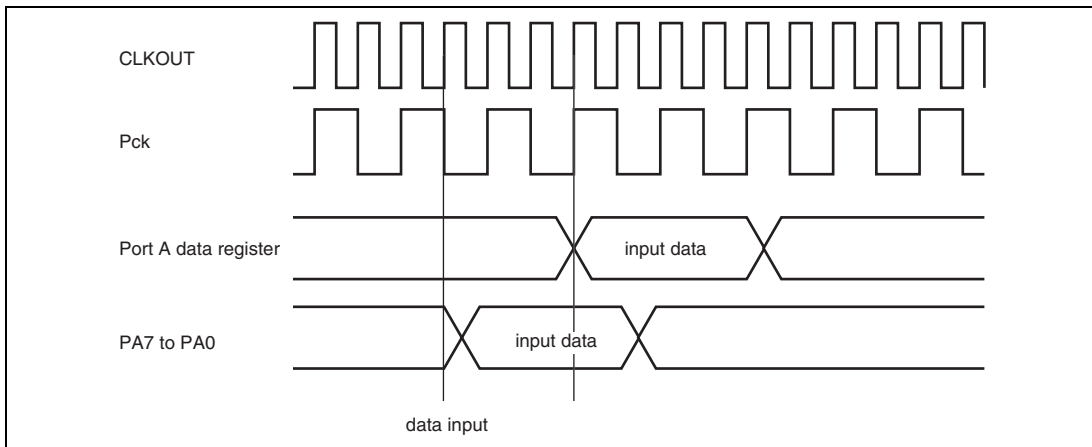 CLKOUT
Pck
Port A data register
input data
PA7 to PA0
input data
data input